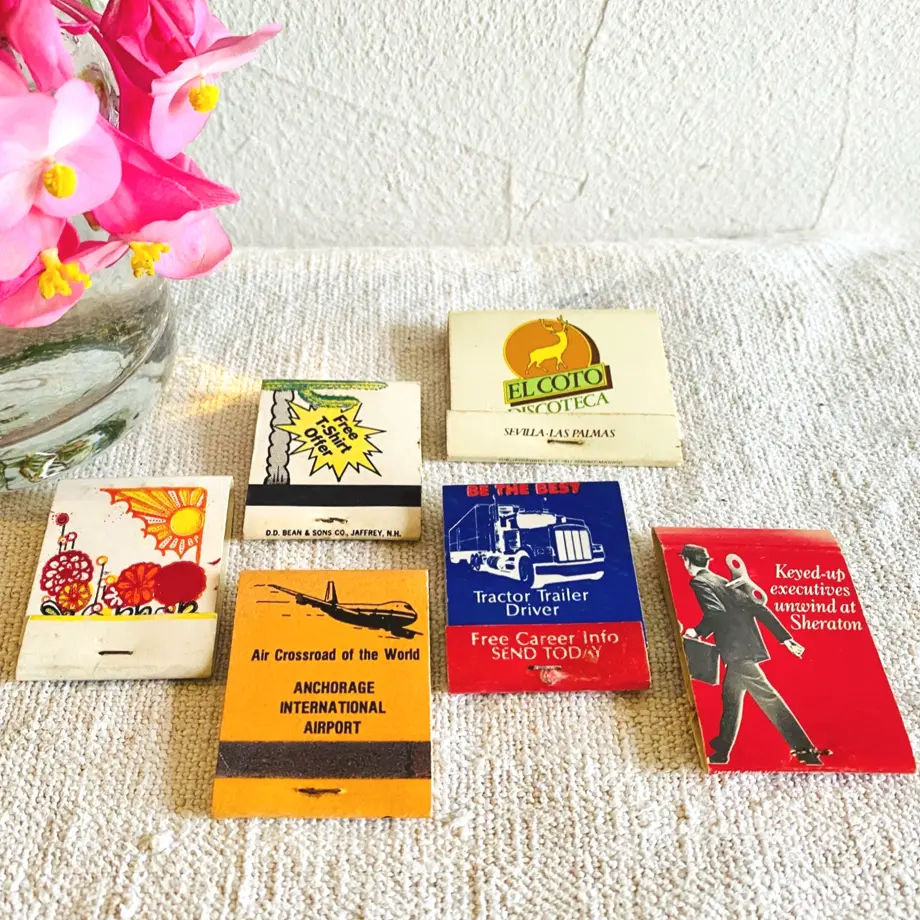 EL COTO
DISCOTECA
SEVILLA-LAS PALMAS
Free
T-Shirt
Offer
D.D. BEAN & SONS CO., JAFFREY, N.H.
BE THE BEST
Tractor Trailer
Driver
Free Career Info
SEND TODAY
Keyed-up
executives
unwind at
Sheraton
Air Crossroad of the World
ANCHORAGE
INTERNATIONAL
AIRPORT